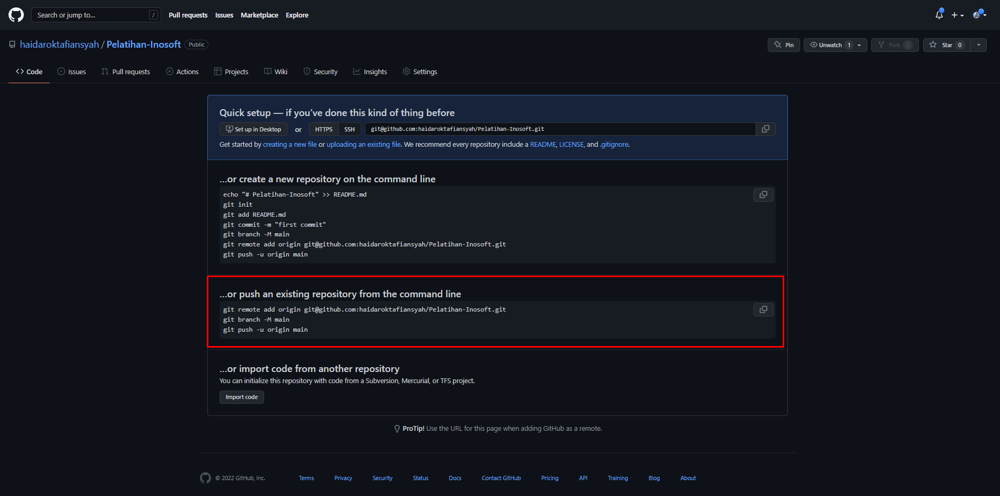 Search or jump to... /
Pull requests Issues Marketplace Explore
haidaroktafiansyah / Pelatihan-Inosoft Public
Pin Unwatch 1 Fork 0 Star 0
Code Issues Pull requests Actions Projects Wiki Security Insights Settings
Quick setup — if you've done this kind of thing before
Set up in Desktop or HTTPS SSH git@github.com:haidaroktafiansyah/Pelatihan-Inosoft.git
Get started by creating a new file or uploading an existing file. We recommend every repository include a README, LICENSE, and .gitignore.
...or create a new repository on the command line
echo "# Pelatihan-Inosoft" >> README.md
git init
git add README.md
git commit -m "first commit"
git branch -M main
git remote add origin git@github.com:haidaroktafiansyah/Pelatihan-Inosoft.git
git push -u origin main
...or push an existing repository from the command line
git remote add origin git@github.com:haidaroktafiansyah/Pelatihan-Inosoft.git
git branch -M main
git push -u origin main
...or import code from another repository
You can initialize this repository with code from a Subversion, Mercurial, or TFS project.
Import code
ProTip! Use the URL for this page when adding GitHub as a remote.
© 2022 GitHub, Inc. Terms Privacy Security Status Docs Contact GitHub Pricing API Training Blog About